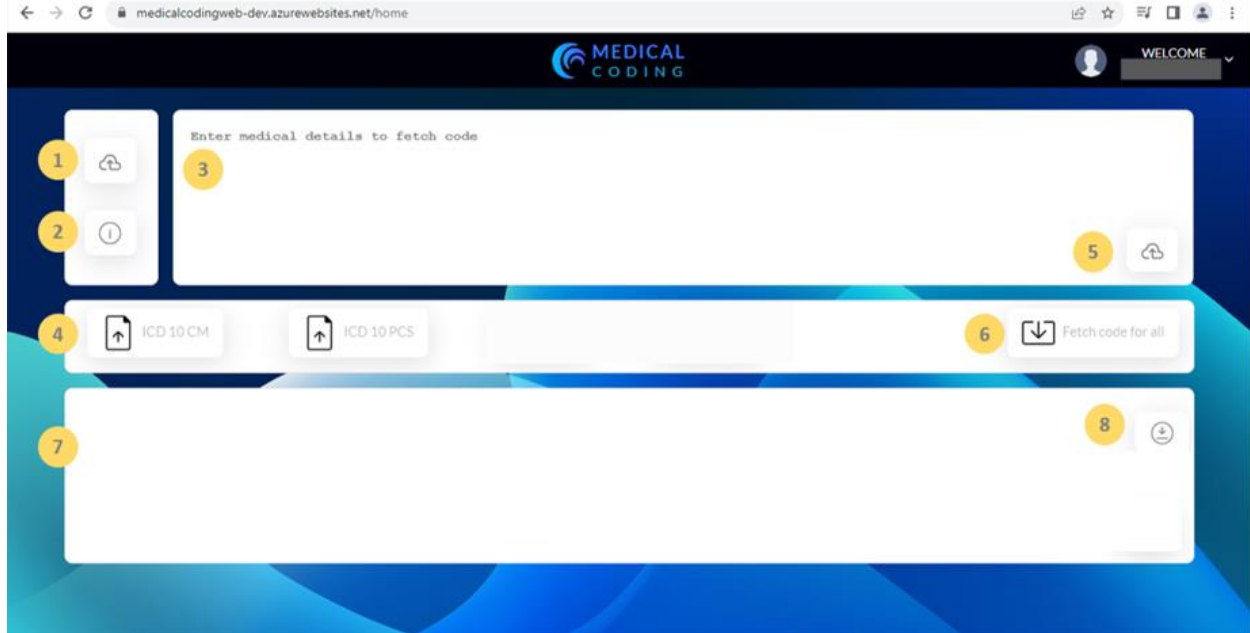 medicalcodingweb-dev.azurewebsites.net/home
MEDICAL
CODING
WELCOME
Enter medical details to fetch code
1
3
2
5
4
ICD 10 CM
ICD 10 PCS
6
Fetch code for all
8
7